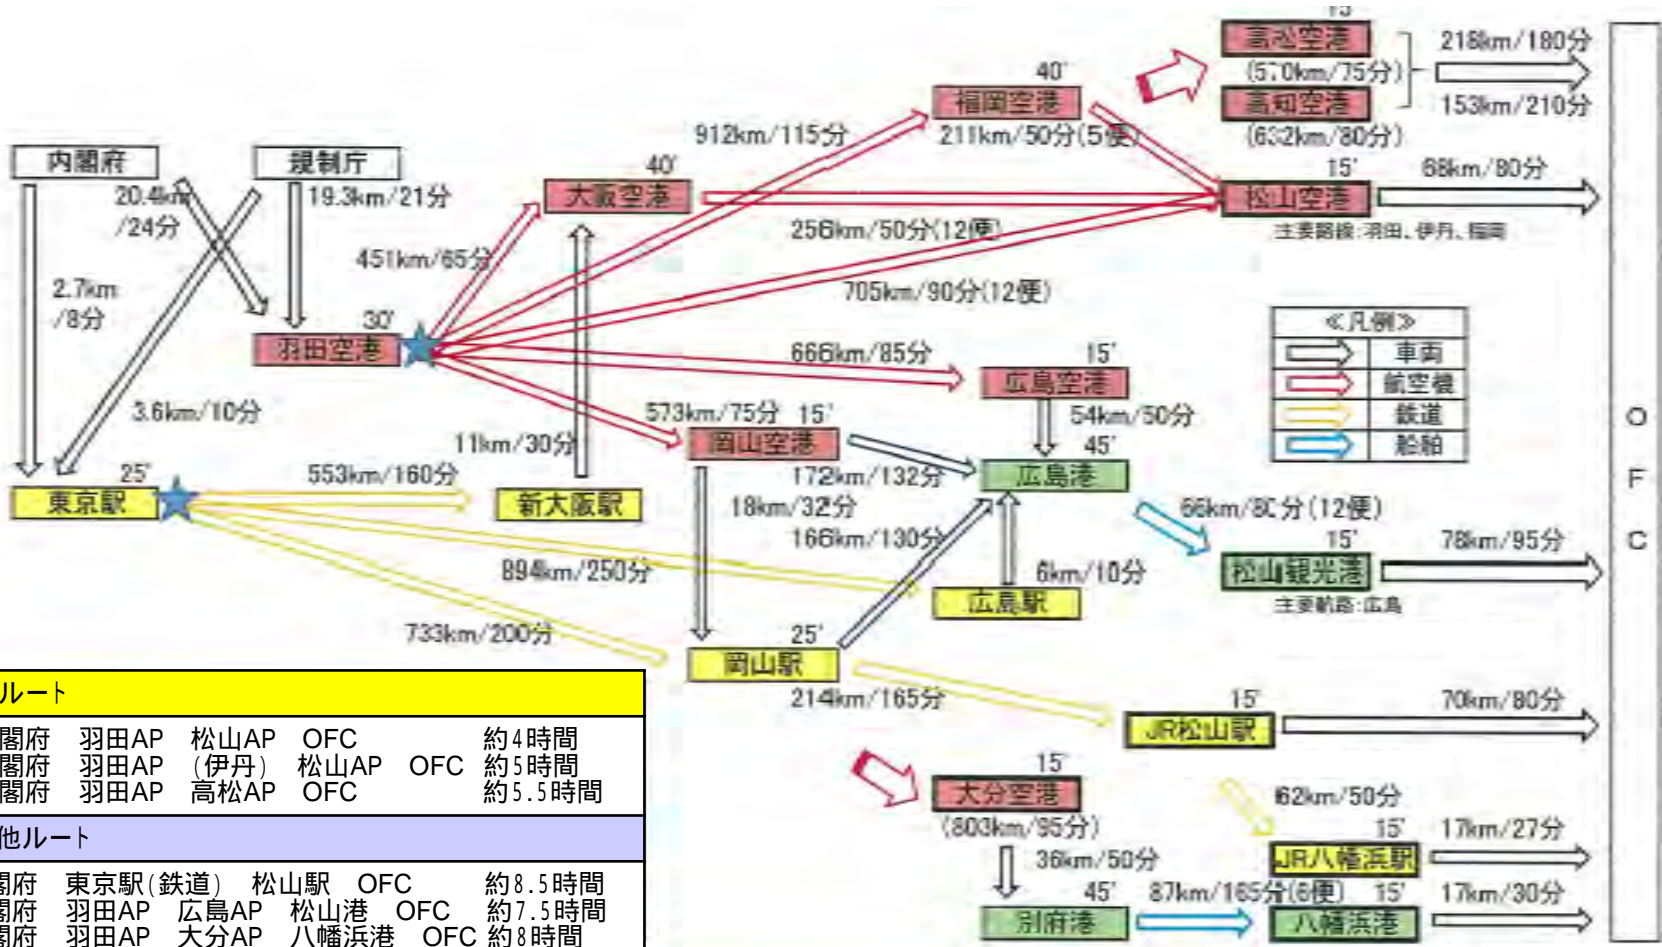 15'
高松空港
218km/180分
(570km/75分)
40'
福岡空港
高知空港
153km/210分
912km/115分
211km/50分(5便)
(632km/80分)
内閣府
規制庁
40'
15'
68km/80分
20.4km
/24分
19.3km/21分
大阪空港
松山空港
256km/50分(12便)
主要路線:羽田、伊丹、福岡
451km/65分
2.7km
/8分
705km/90分(12便)
≪凡例≫
車両
航空機
鉄道
船舶
30'
羽田空港
666km/85分
15'
広島空港
3.6km/10分
573km/75分
15'
岡山空港
54km/50分
O
F
C
11km/30分
45'
広島港
25'
東京駅
553km/160分
新大阪駅
172km/132分
18km/32分
66km/80分(12便)
166km/130分
15'
78km/95分
894km/250分
6km/10分
松山観光港
広島駅
主要航路:広島
733km/200分
25'
岡山駅
214km/165分
15'
70km/80分
JR松山駅
ルート
閣府 羽田AP 松山AP OFC 約4時間
閣府 羽田AP (伊丹) 松山AP OFC 約5時間
閣府 羽田AP 高松AP OFC 約5.5時間
15'
大分空港
62km/50分
(803km/95分)
15'
17km/27分
他ルート
36km/50分
JR八幡浜駅
閣府 東京駅(鉄道) 松山駅 OFC 約8.5時間
閣府 羽田AP 広島AP 松山港 OFC 約7.5時間
閣府 羽田AP 大分AP 八幡浜港 OFC 約8時間
45'
別府港
87km/165分(6便)
15'
17km/30分
八幡浜港